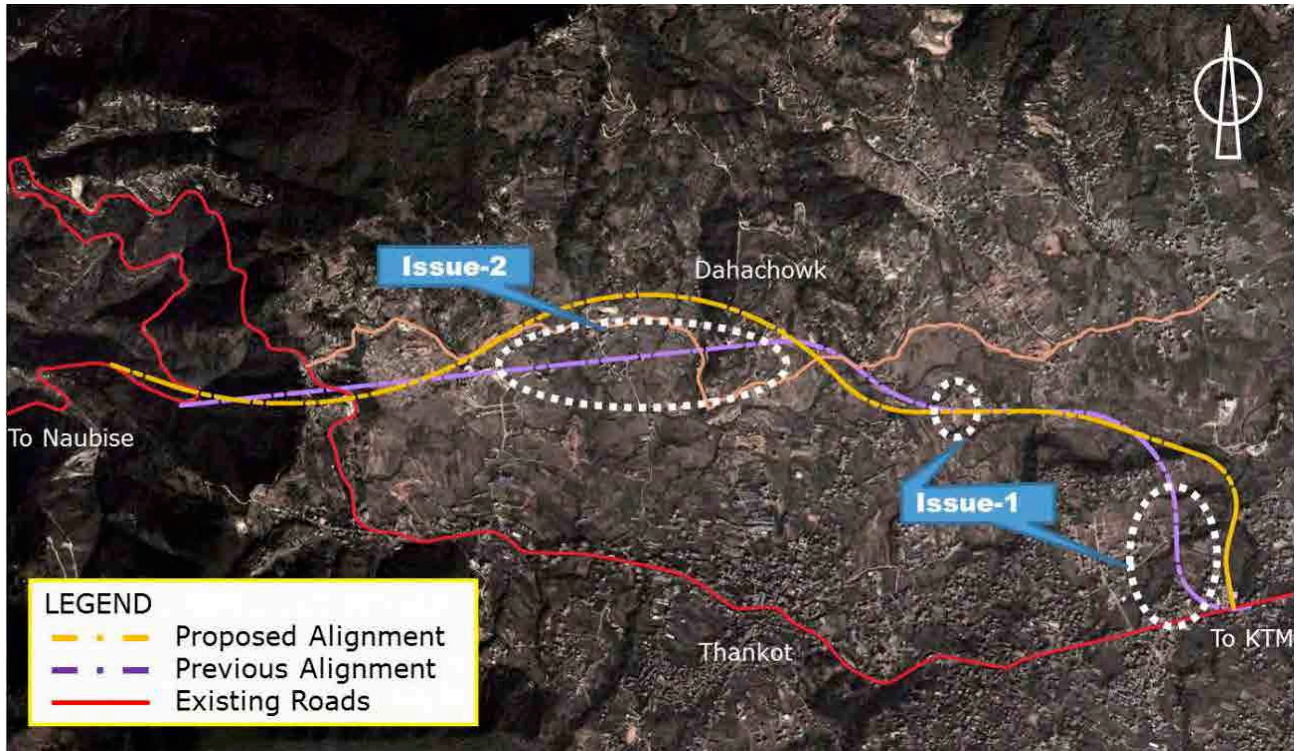 Issue-2
Dahachowk
To Naubise
Issue-1
To KTM
Thankot
LEGEND
Proposed Alignment
Previous Alignment
Existing Roads